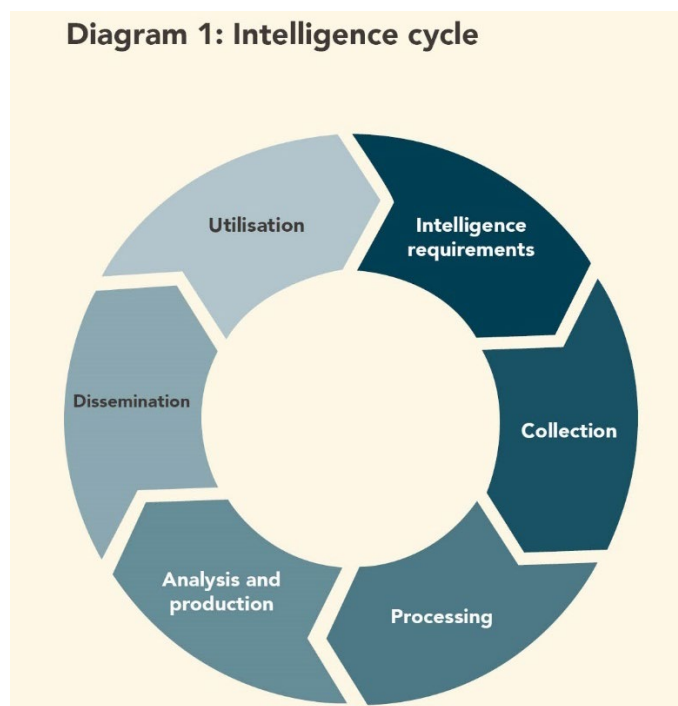 Diagram 1: Intelligence cycle
Utilisation
Intelligence
requirements
Dissemination
Collection
Analysis and
production
Processing